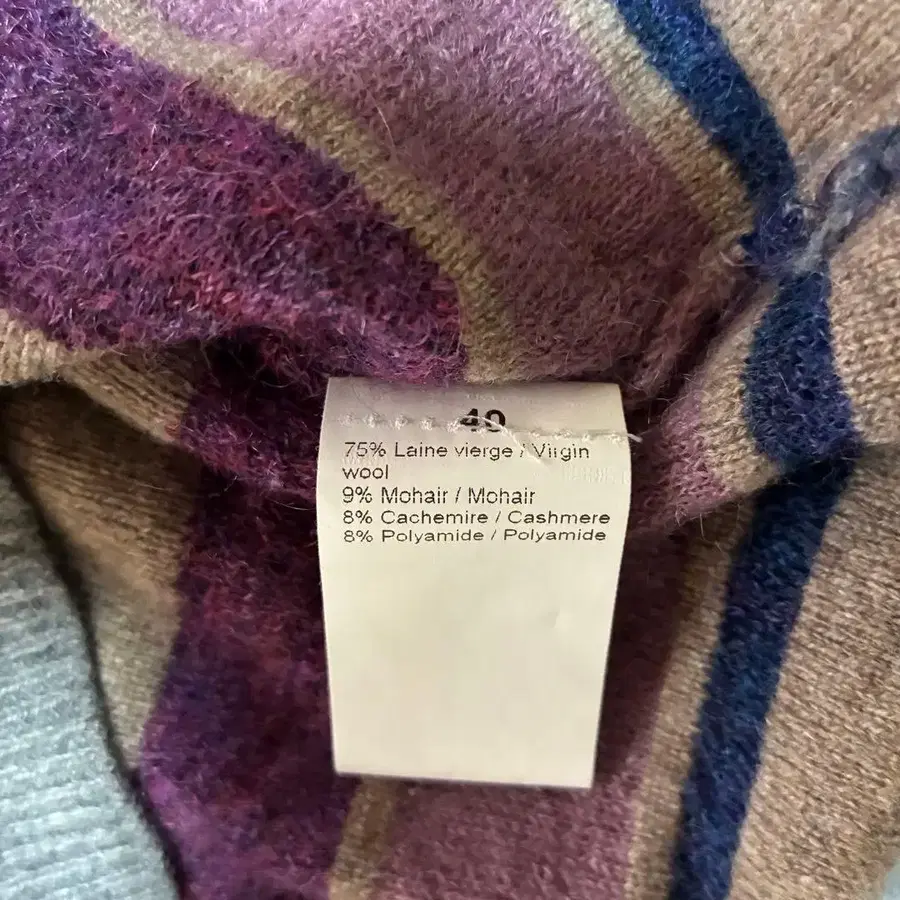 40
75% Laine vierge / Virgin
wool
9% Mohair / Mohair
8% Cachemire / Cashmere
8% Polyamide / Polyamide